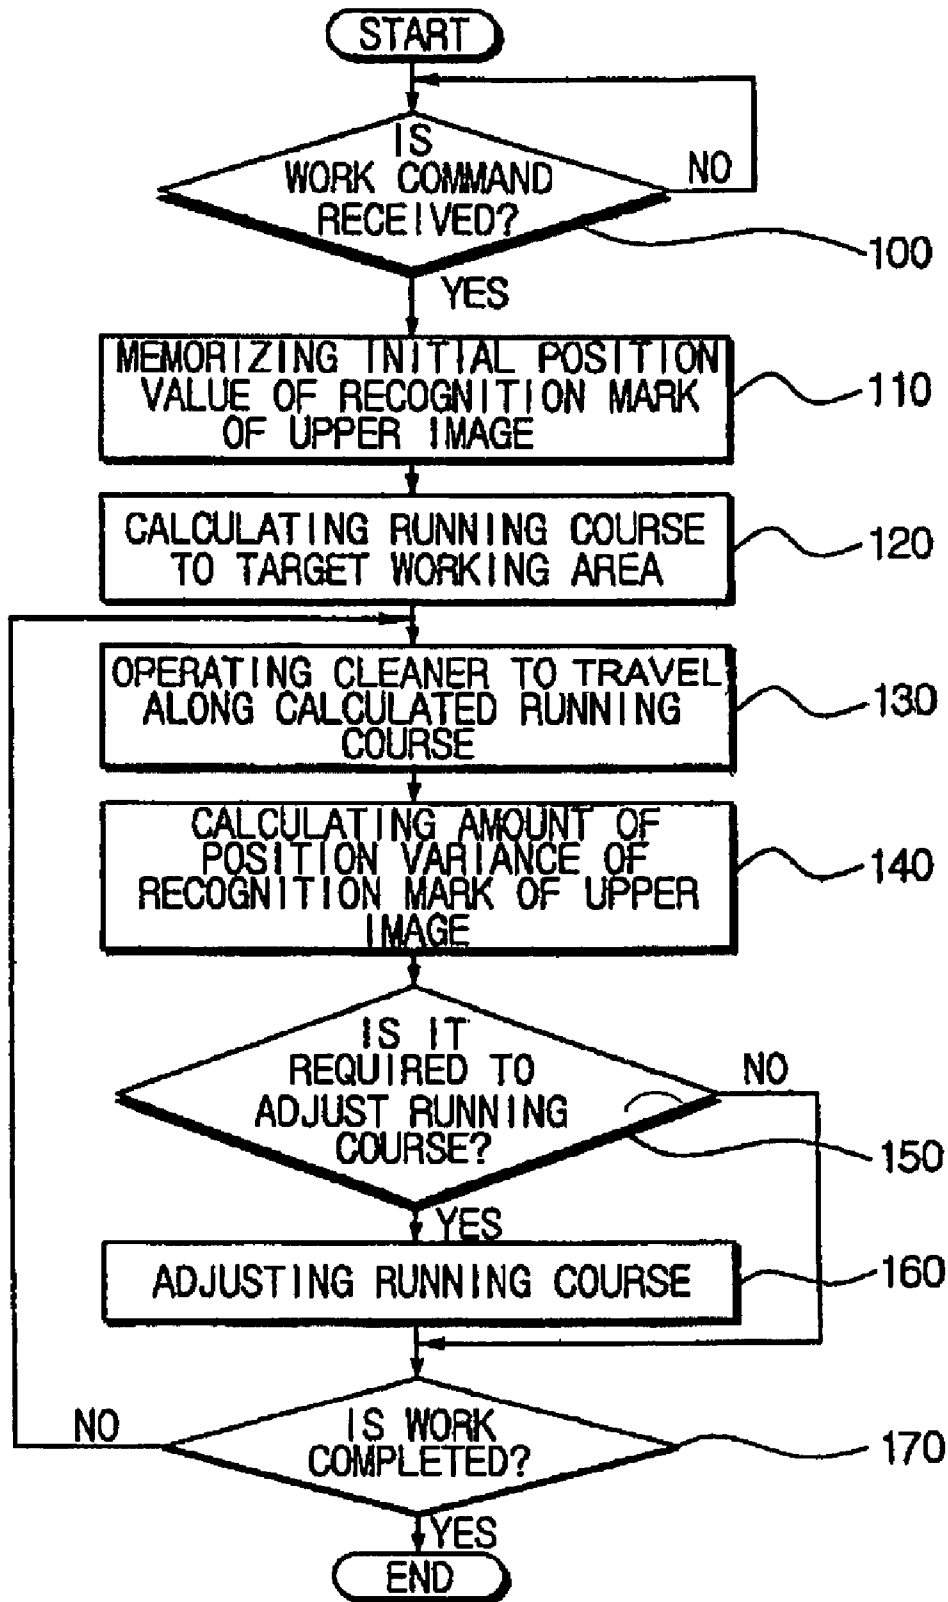 START
IS
WORK COMMAND
RECEIVED?
NO
100
YES
MEMORIZING INITIAL POSITION
VALUE OF RECOGNITION MARK
OF UPPER IMAGE
110
CALCULATING RUNNING COURSE
TO TARGET WORKING AREA
120
OPERATING CLEANER TO TRAVEL
ALONG CALCULATED RUNNING
COURSE
130
CALCULATING AMOUNT OF
POSITION VARIANCE OF
RECOGNITION MARK OF UPPER
IMAGE
140
IS IT
REQUIRED TO
ADJUST RUNNING
COURSE?
NO
150
YES
ADJUSTING RUNNING COURSE
160
NO
IS WORK
COMPLETED?
170
YES
END